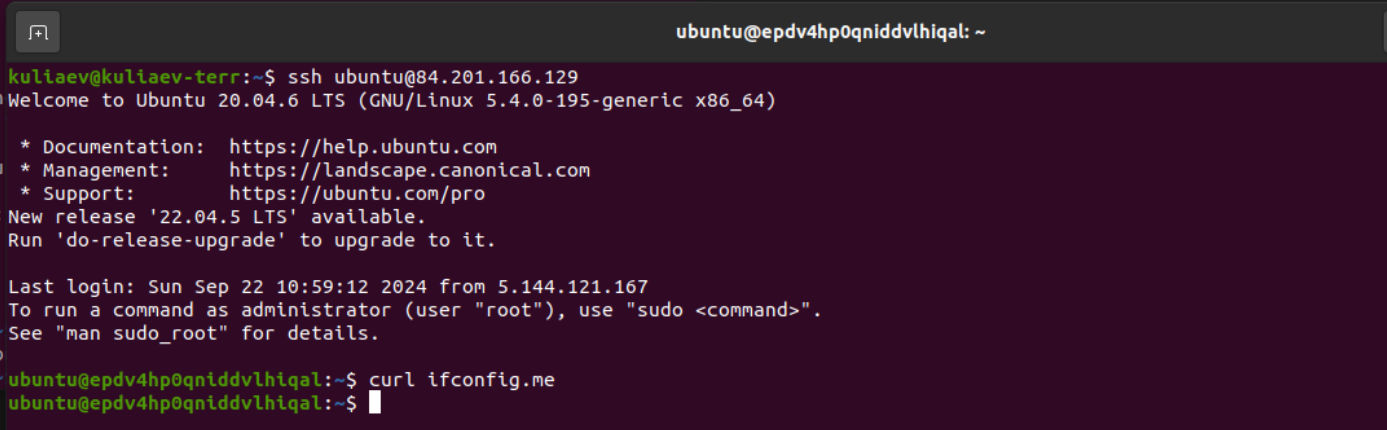 ubuntu@epdv4hp0qniddvlhiqal: ~
kuliaev@kuliaev-terr:~$ ssh ubuntu@84.201.166.129
Welcome to Ubuntu 20.04.6 LTS (GNU/Linux 5.4.0-195-generic x86_64)
* Documentation:  https://help.ubuntu.com
* Management:     https://landscape.canonical.com
* Support:        https://ubuntu.com/pro
New release '22.04.5 LTS' available.
Run 'do-release-upgrade' to upgrade to it.
Last login: Sun Sep 22 10:59:12 2024 from 5.144.121.167
To run a command as administrator (user "root"), use "sudo <command>".
See "man sudo_root" for details.
ubuntu@epdv4hp0qniddvlhiqal:~$ curl ifconfig.me
ubuntu@epdv4hp0qniddvlhiqal:~$